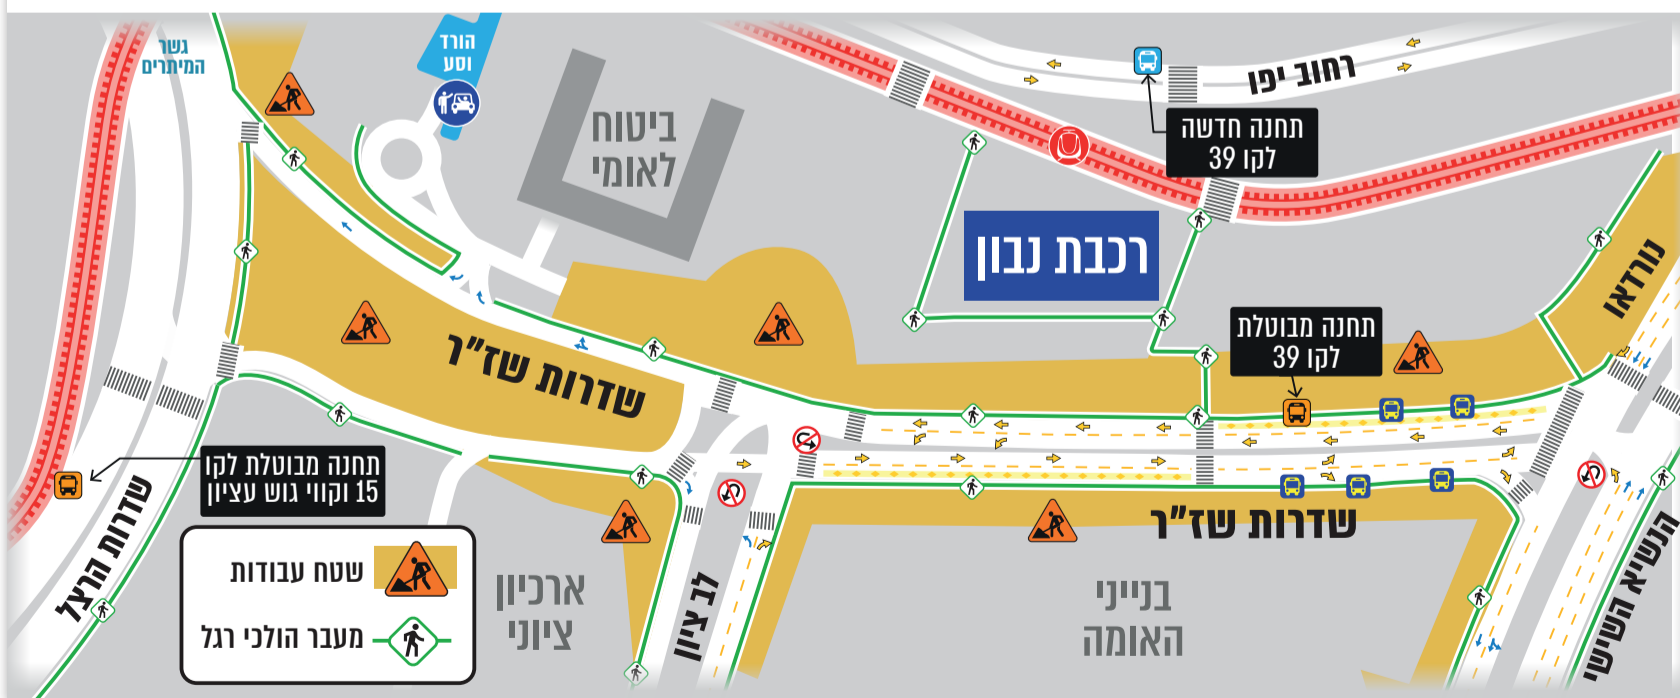 גשר
המיתרים
הורד
וסע
ביטוח
לאומי
רחוב יפו
תחנה חדשה
לקו 39
רכבת נבון
נורדאו
תחנה מבוטלת
לקו 39
שדרות שז"ר
תחנה מבוטלת לקו
15 וקווי גוש עציון
שדרות הרצל
שדרות שז"ר
הנשיא השישי
בנייני
האומה
ארכיון
ציוני
לב ציון
שטח עבודות
מעבר הולכי רגל